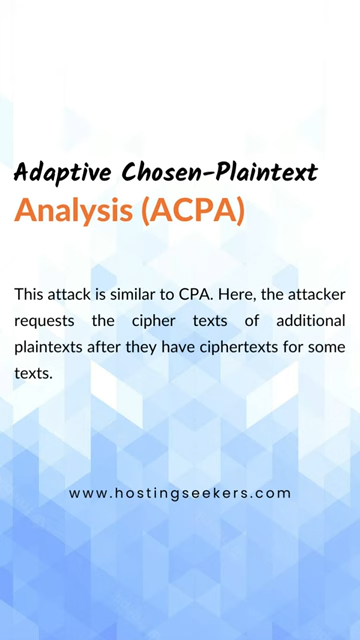 Adaptive Chosen-Plaintext
Analysis (ACPA)
This attack is similar to CPA. Here, the attacker
requests the cipher texts of additional
plaintexts after they have ciphertexts for some
texts.
www.hostingseekers.com